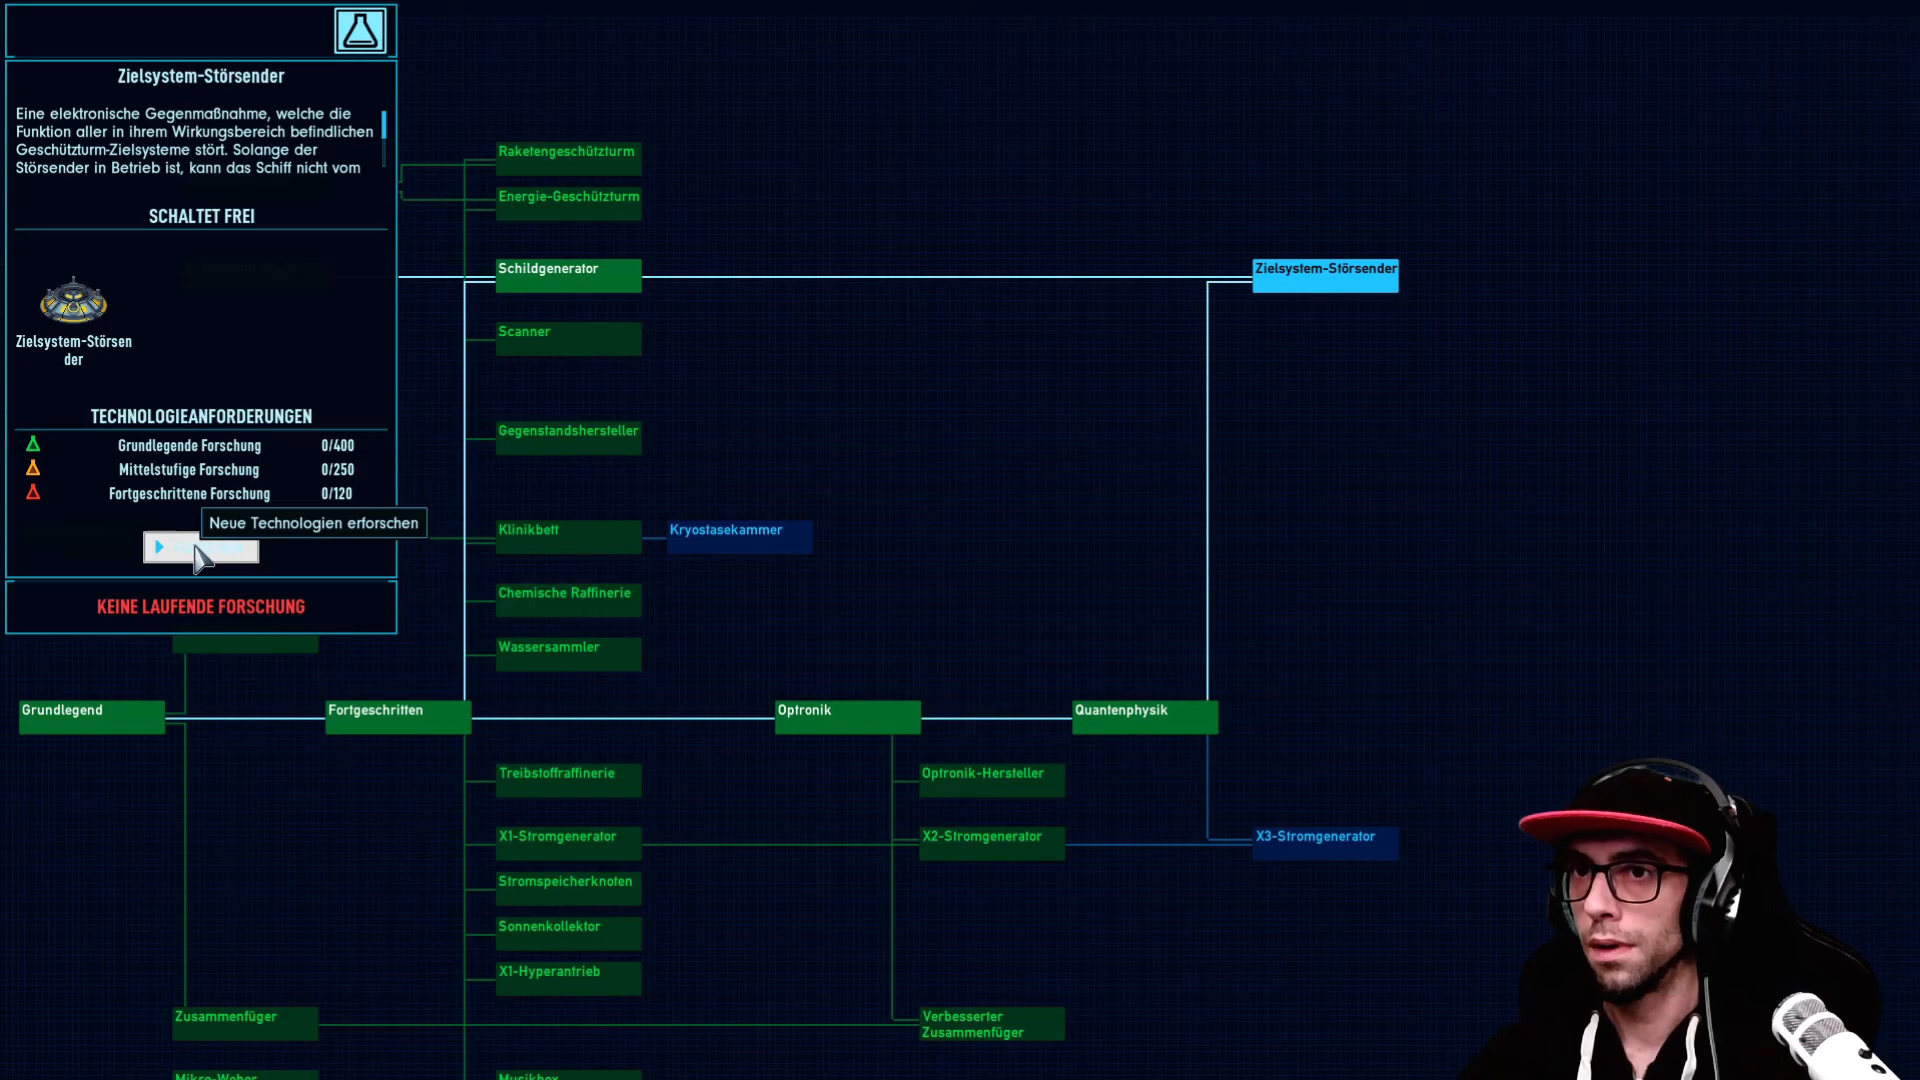 Zielsystem-Störsender
Eine elektronische Gegenmaßnahme, welche die
Funktion aller in ihrem Wirkungsbereich befindlichen
Geschützturm-Zielsysteme stört. Solange der
Störsender in Betrieb ist, kann das Schiff nicht vom
SCHALTET FREI
Zielsystem-Störsen
der
TECHNOLOGIEANFORDERUNGEN
Grundlegende Forschung 0/400
Mittelstufige Forschung 0/250
Fortgeschrittene Forschung 0/120
Neue Technologien erforschen
KEINE LAUFENDE FORSCHUNG
Raketengeschützturm
Energie-Geschützturm
Schildgenerator
Zielsystem-Störsender
Scanner
Gegenstandshersteller
Klinikbett
Kryostasekammer
Chemische Raffinerie
Wassersammler
Grundlegend
Fortgeschritten
Optronik
Quantenphysik
Treibstoffraffinerie
Optronik-Hersteller
X1-Stromgenerator
X2-Stromgenerator
X3-Stromgenerator
Stromspeicherknoten
Sonnenkollektor
X1-Hyperantrieb
Zusammenfüger
Verbesserter
Zusammenfüger
Mikro-Weber
Musikbox